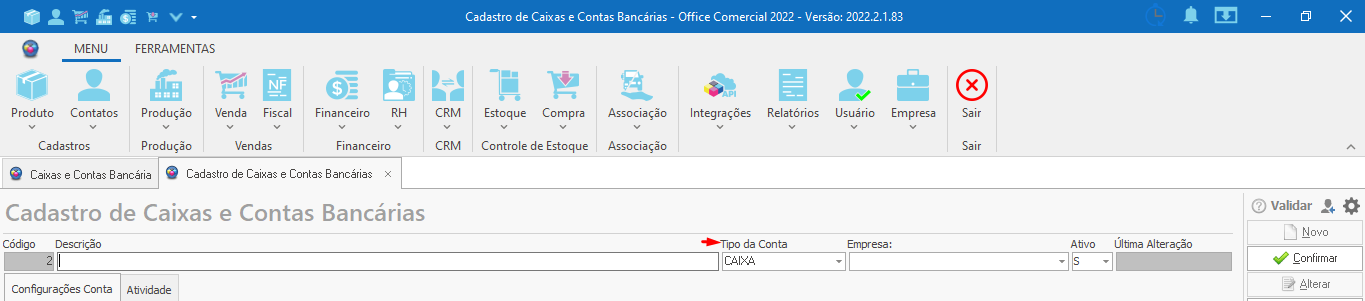 Cadastro de Caixas e Contas Bancárias - Office Comercial 2022 - Versão: 2022.2.1.83
MENU FERRAMENTAS
NF API
Produto Contatos Produção Venda Fiscal Financeiro RH CRM Estoque Compra Associação Integrações Relatórios Usuário Empresa Sair
Cadastros Produção Vendas Financeiro CRM Controle de Estoque Associação Sair
Caixas e Contas Bancária Cadastro de Caixas e Contas Bancárias
Cadastro de Caixas e Contas Bancárias Validar
Código Descrição Tipo da Conta Empresa: Ativo Última Alteração Novo
2 CAIXA S Confirmar
Configurações Conta Atividade Alterar